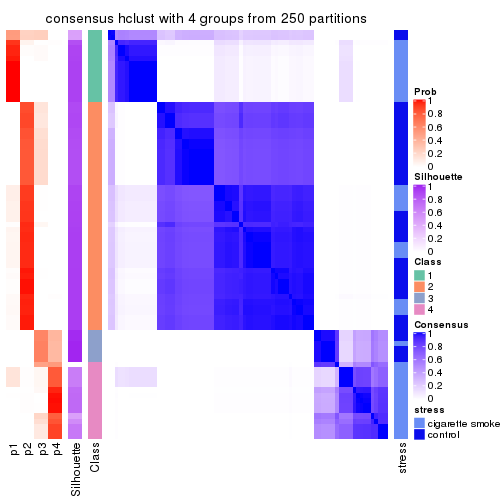 consensus hclust with 4 groups from 250 partitions
Prob
1
0.8
0.6
0.4
0.2
0
Silhouette
1
0.8
0.6
0.4
0.2
0
Class
1
2
3
4
Consensus
1
0.8
0.6
0.4
0.2
0
stress
cigarette smoke
control
p1
p2
p3
p4
Silhouette
Class
stress